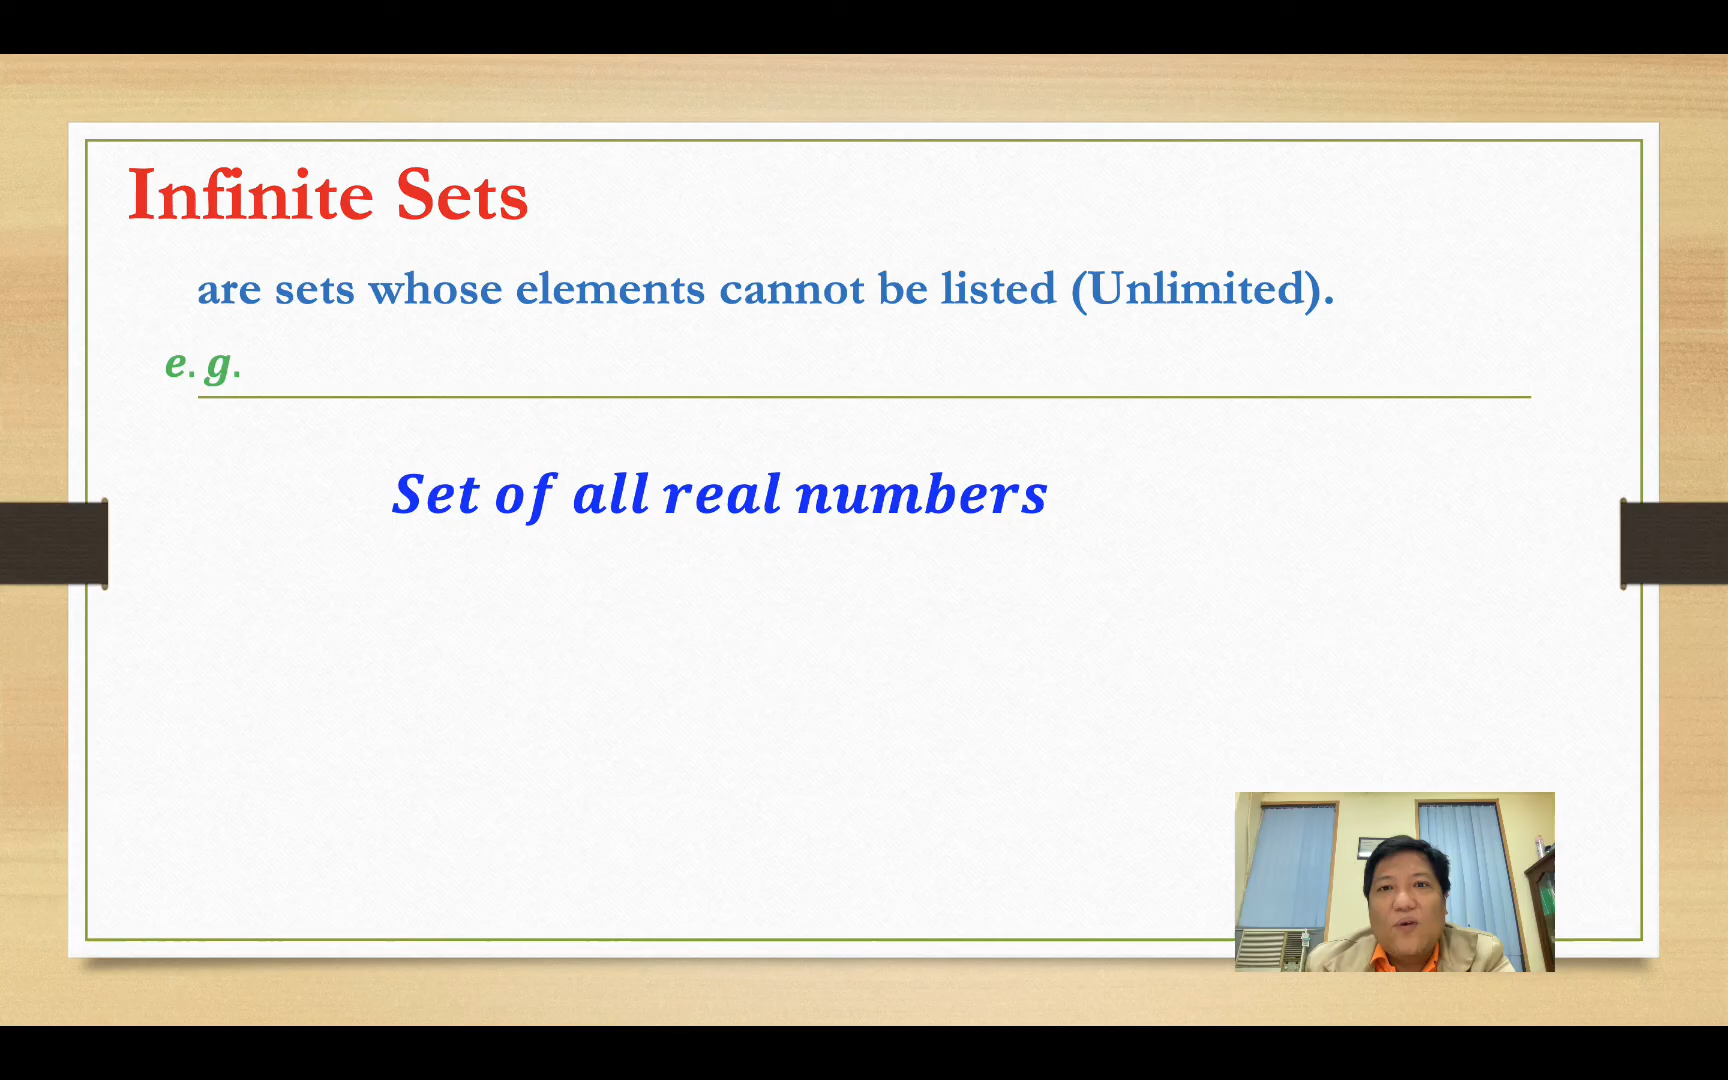 Infinite Sets
are sets whose elements cannot be listed (Unlimited).
e.g.
Set of all real numbers